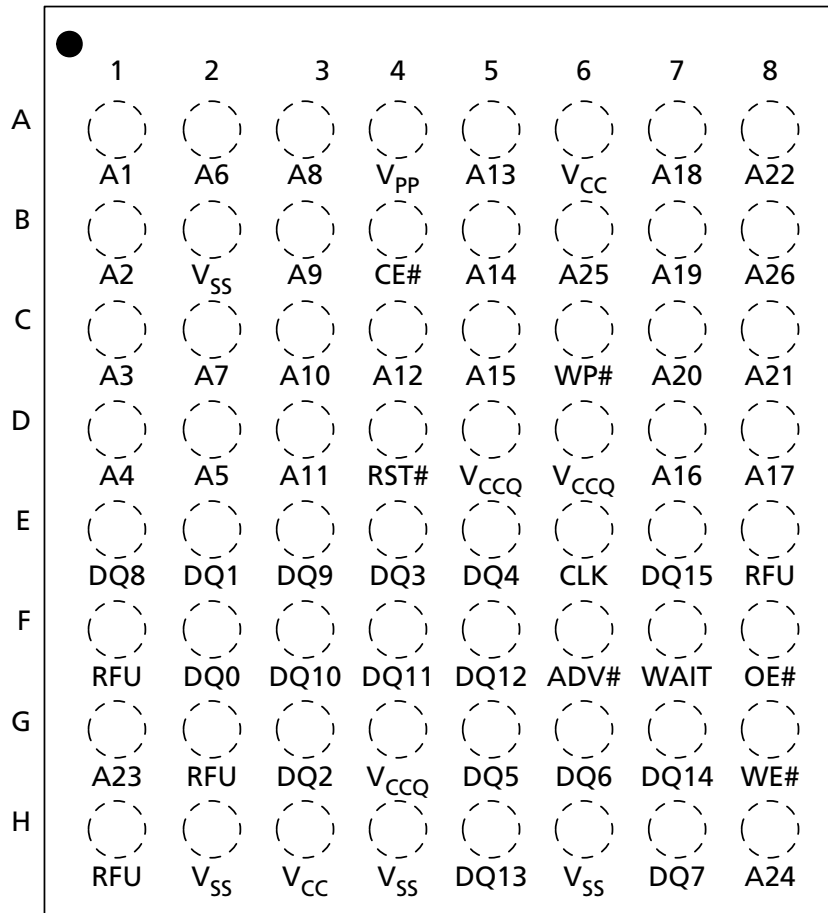 1 2 3 4 5 6 7 8
A
A1 A6 A8 VPP A13 VCC A18 A22
B
A2 VSS A9 CE# A14 A25 A19 A26
C
A3 A7 A10 A12 A15 WP# A20 A21
D
A4 A5 A11 RST# VCCQ VCCQ A16 A17
E
DQ8 DQ1 DQ9 DQ3 DQ4 CLK DQ15 RFU
F
RFU DQ0 DQ10 DQ11 DQ12 ADV# WAIT OE#
G
A23 RFU DQ2 VCCQ DQ5 DQ6 DQ14 WE#
H
RFU VSS VCC VSS DQ13 VSS DQ7 A24